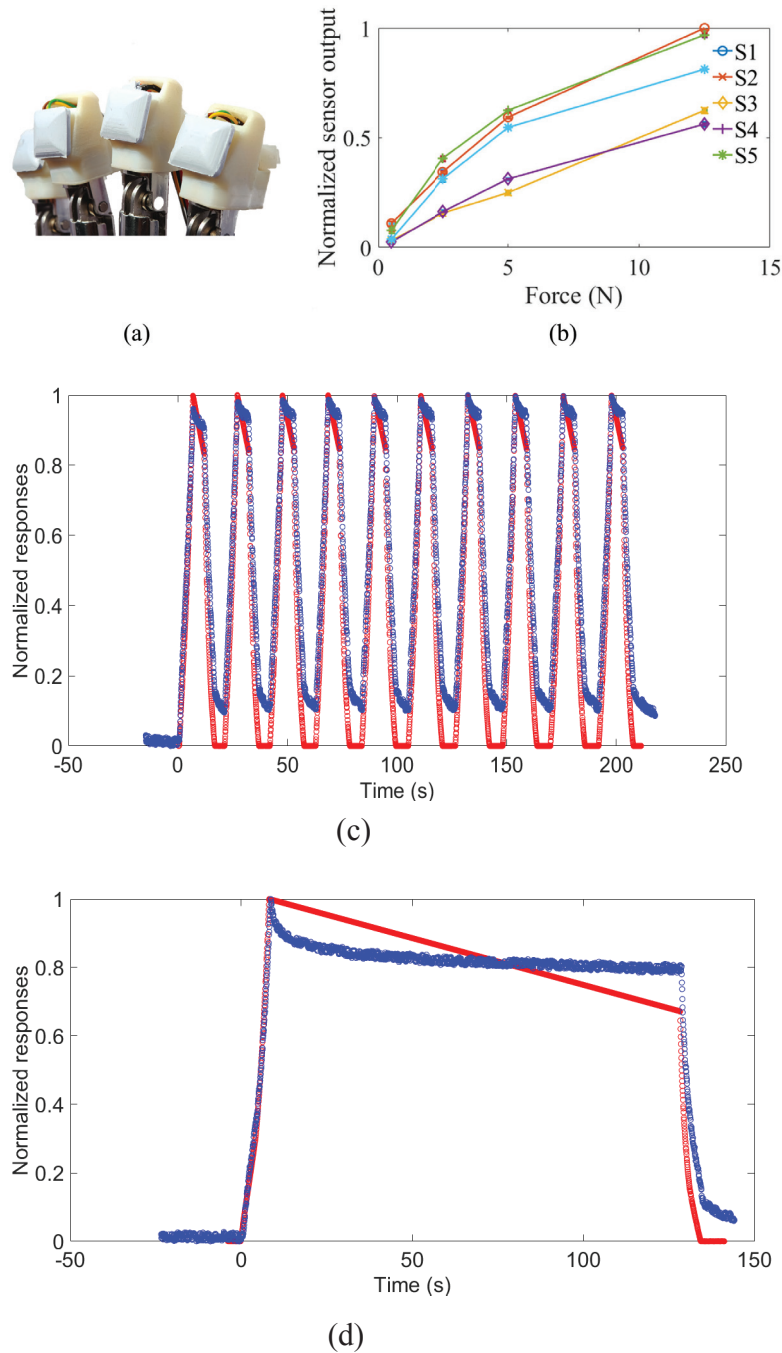 (a)
Normalized sensor output
1
0.5
0
0
5
10
15
Force (N)
S1
S2
S3
S4
S5
(b)
Normalized responses
1
0.8
0.6
0.4
0.2
0
-50
0
50
100
150
200
250
Time (s)
(c)
Normalized responses
1
0.8
0.6
0.4
0.2
0
-50
0
50
100
150
Time (s)
(d)